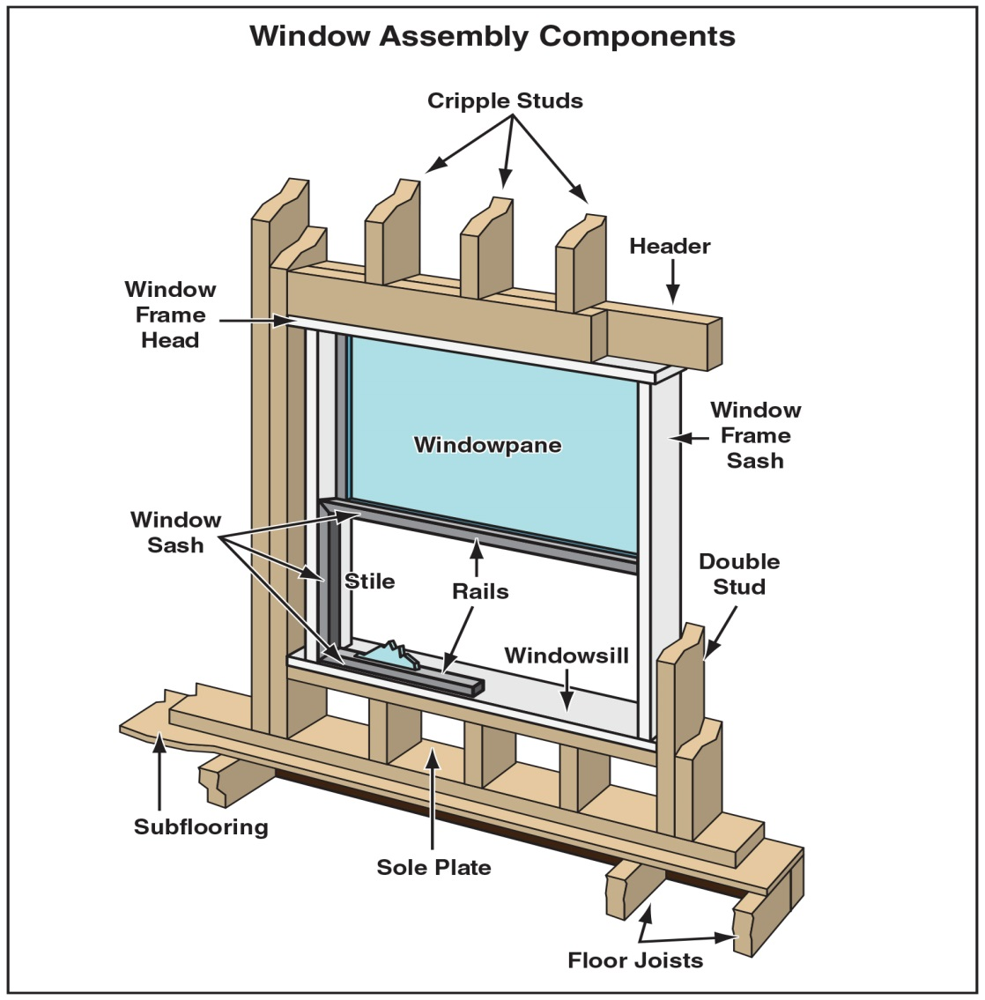 Window Assembly Components
Cripple Studs
Header
Window
Frame
Head
Window
Frame
Sash
Windowpane
Window
Sash
Double
Stud
Stile
Rails
Windowsill
Subflooring
Sole Plate
Floor Joists